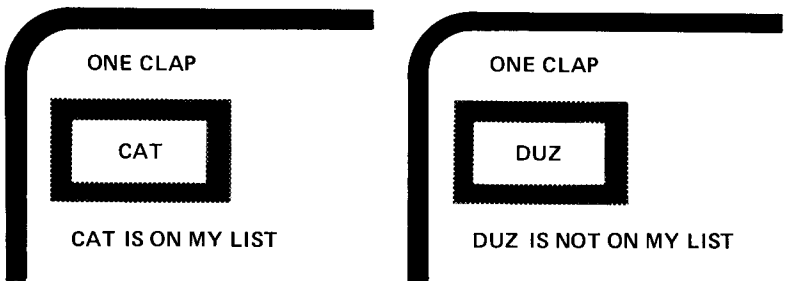 ONE CLAP
CAT
CAT IS ON MY LIST
ONE CLAP
DUZ
DUZ IS NOT ON MY LIST